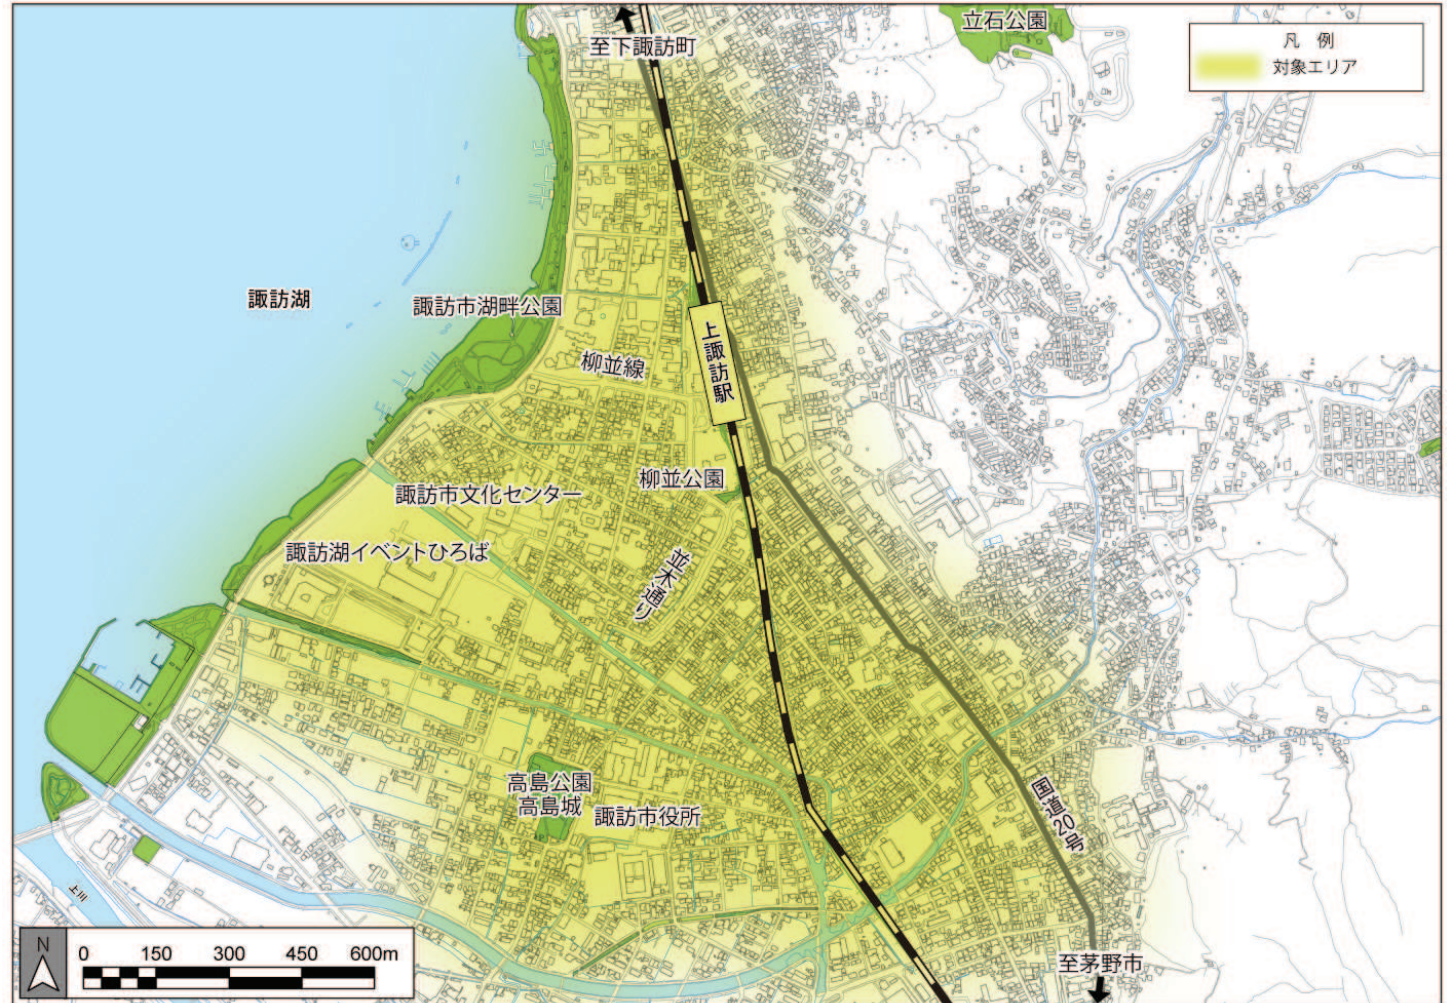 立石公園
至下諏訪町
凡 例
対象エリア
諏訪湖
諏訪市湖畔公園
上諏訪駅
柳並線
柳並公園
諏訪市文化センター
諏訪湖イベントひろば
並木通り
高島公園
高島城
諏訪市役所
国道20号
上川
至茅野市
N
0 150 300 450 600m